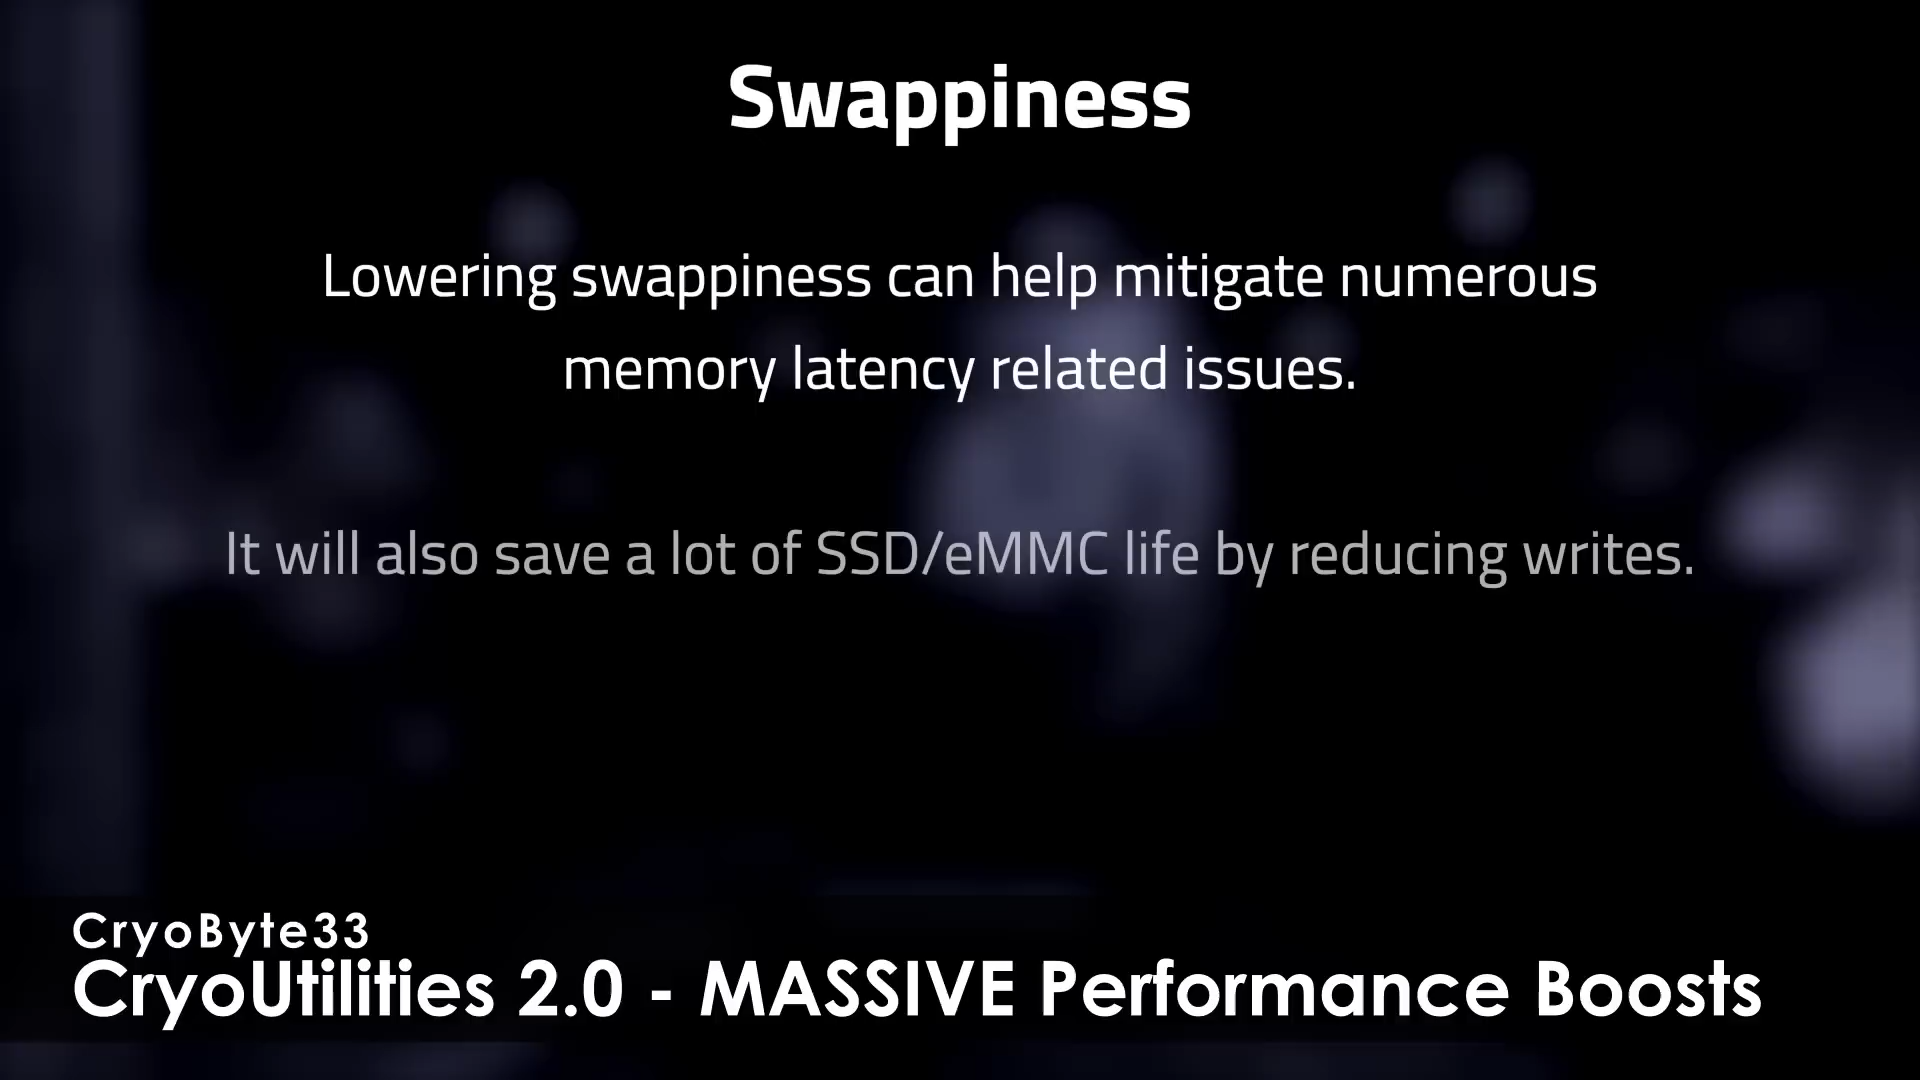 Swappiness
Lowering swappiness can help mitigate numerous
memory latency related issues.
It will also save a lot of SSD/eMMC life by reducing writes.
CryoByte33
CryoUtilities 2.0 - MASSIVE Performance Boosts